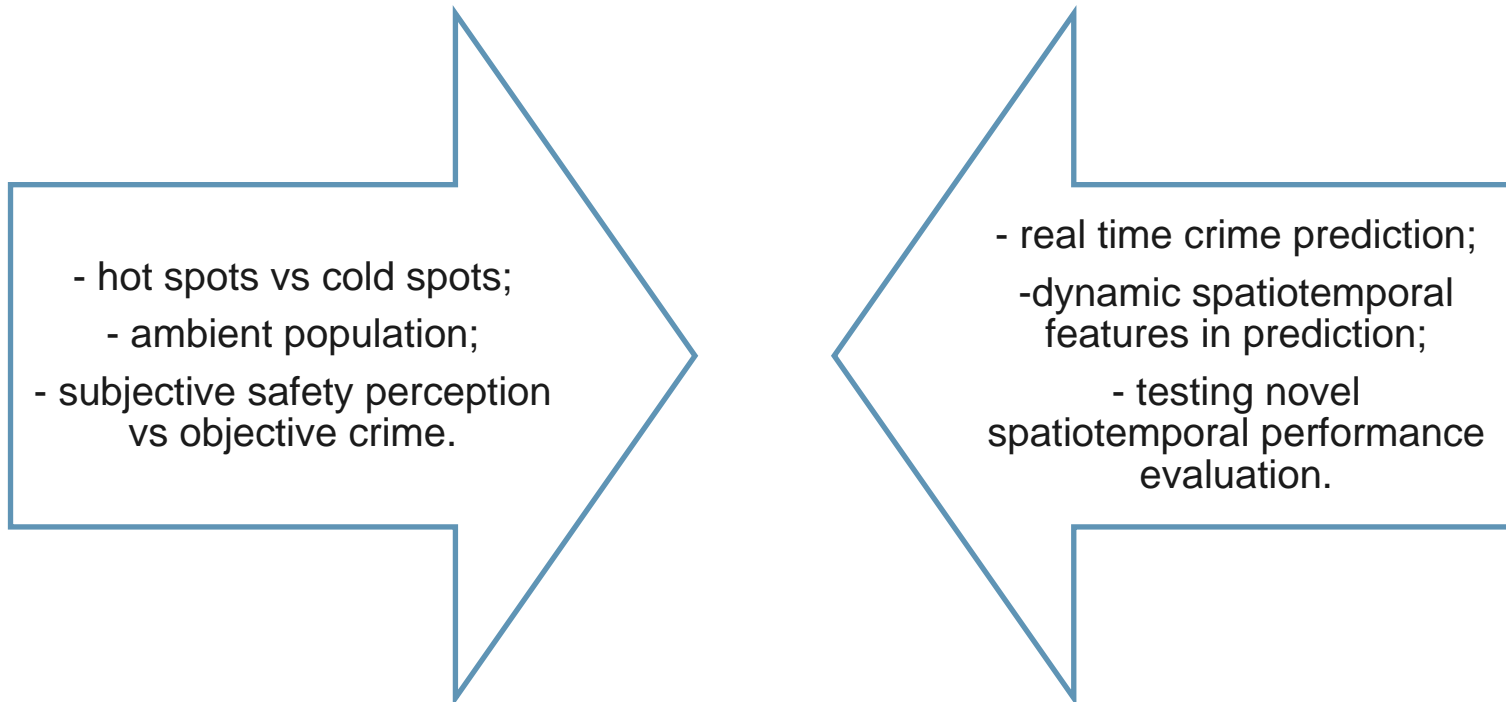 - hot spots vs cold spots;
- ambient population;
- subjective safety perception
vs objective crime.
- real time crime prediction;
-dynamic spatiotemporal
features in prediction;
- testing novel
spatiotemporal performance
evaluation.